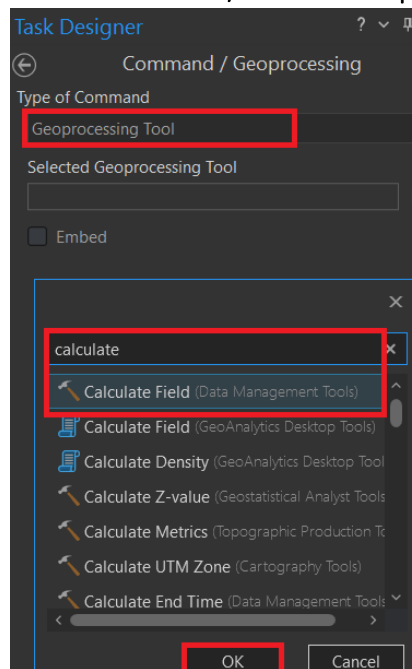 Task Designer
Command / Geoprocessing
Type of Command
Geoprocessing Tool
Selected Geoprocessing Tool
Embed
calculate
Calculate Field (Data Management Tools)
Calculate Field (GeoAnalytics Desktop Tools)
Calculate Density (GeoAnalytics Desktop Tool
Calculate Z-value (Geostatistical Analyst Tools
Calculate Metrics (Topographic Production To
Calculate UTM Zone (Cartography Tools)
Calculate End Time (Data Management Tools
OK Cancel